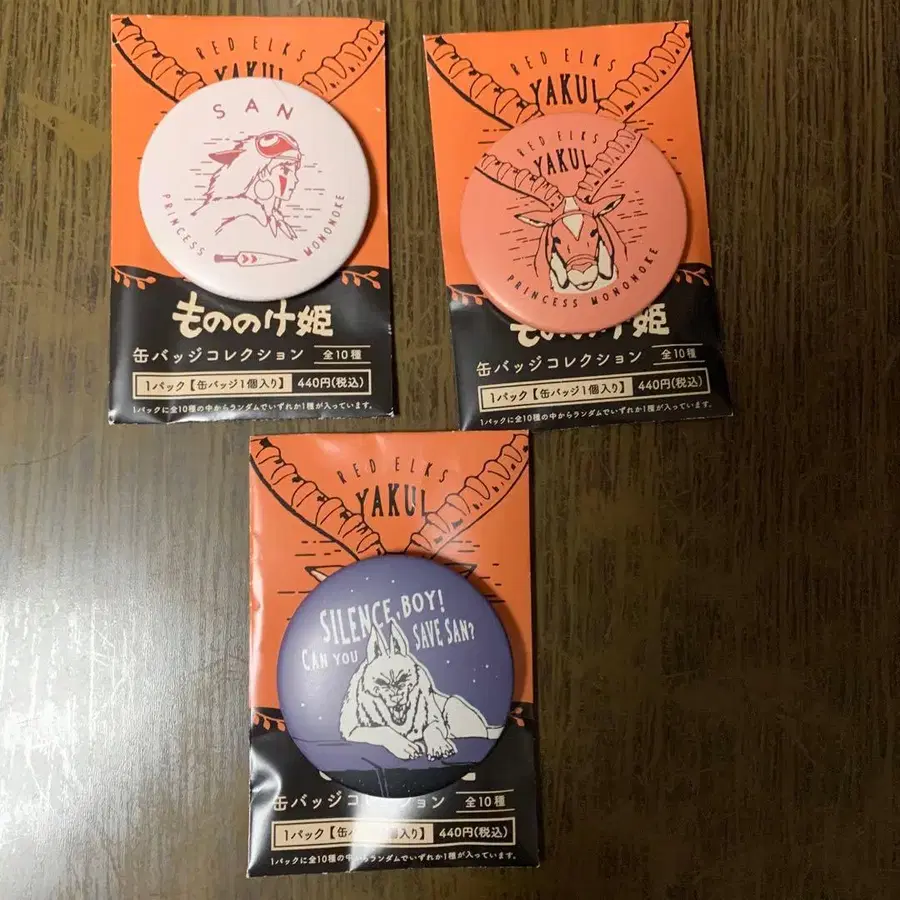 RED ELKS
YAKUL
SAN
PRINCESS MONONOKE
もののけ姫
缶バッジコレクション 全10種
1パック【缶バッジ1個入り】 440円(税込)
1パックに全10種の中からランダムでいずれか1種が入っています。
RED ELKS
YAKUL
RED ELKS
YAKUL
PRINCESS MONONOKE
もののけ姫
缶バッジコレクション 全10種
1パック【缶バッジ1個入り】 440円(税込)
1パックに全10種の中からランダムでいずれか1種が入っています。
RED ELKS
YAKUL
SILENCE, BOY!
CAN YOU SAVE SAN?
缶バッジコレクション 全10種
1パック【缶 個入り】 440円(税込)
1パックに全10種の中からランダムでいずれか1種が入っています。